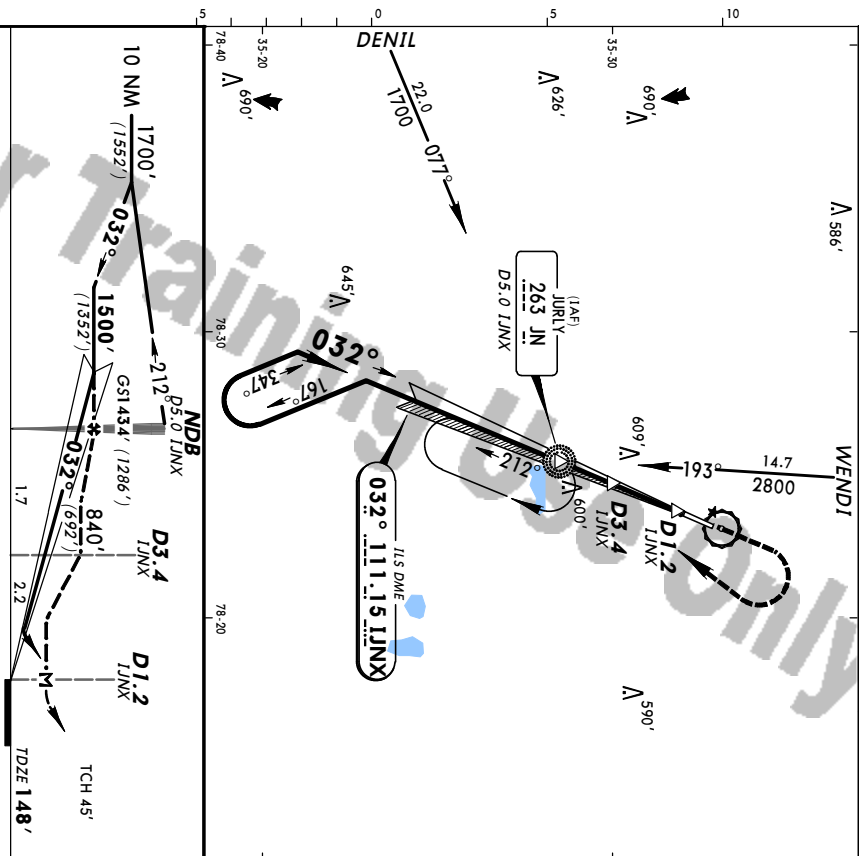 5
0
5
10
78-40
35-20
35-30
78-30
78-20
DENIL
22.0
1700
077°
690'
626'
690'
586'
645'
(IAF)
JURLY
263 JN
D5.0 IJNX
032°
347°
167°
212°
609'
600'
590'
193°
14.7
2800
WENDI
D3.4
IJNX
D1.2
IJNX
ILS DME
032° 111.15 IJNX
10 NM
1700'
(1552')
032°
1500'
(1352')
212°
NDB
D5.0 IJNX
GS1434' (1286')
032°
840'
(692')
D3.4
IJNX
D1.2
IJNX
M
1.7
2.2
TCH 45'
TDZE 148'
r Training Use Only